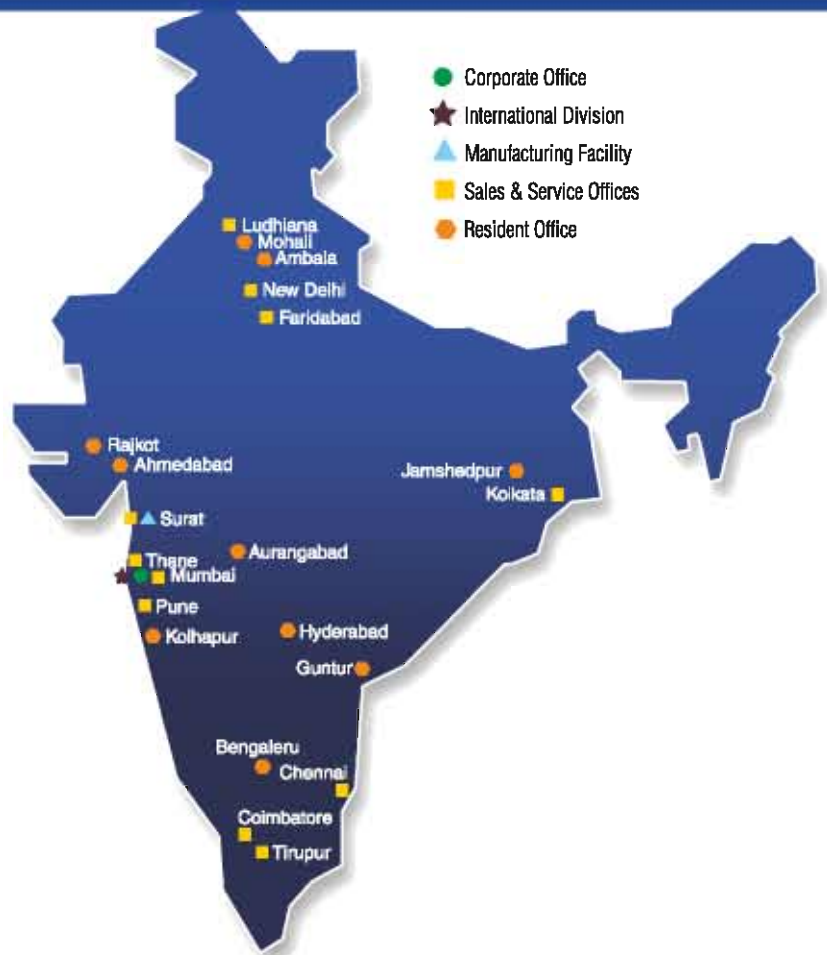 Corporate Office
International Division
Manufacturing Facility
Sales & Service Offices
Resident Office
Ludhiana
Mohali
Ambala
New Delhi
Faridabad
Rajkot
Ahmedabad
Jamshedpur
Kolkata
Surat
Aurangabad
Thane
Mumbai
Pune
Kolhapur
Hyderabad
Guntur
Bengaleru
Chennai
Coimbatore
Tirupur